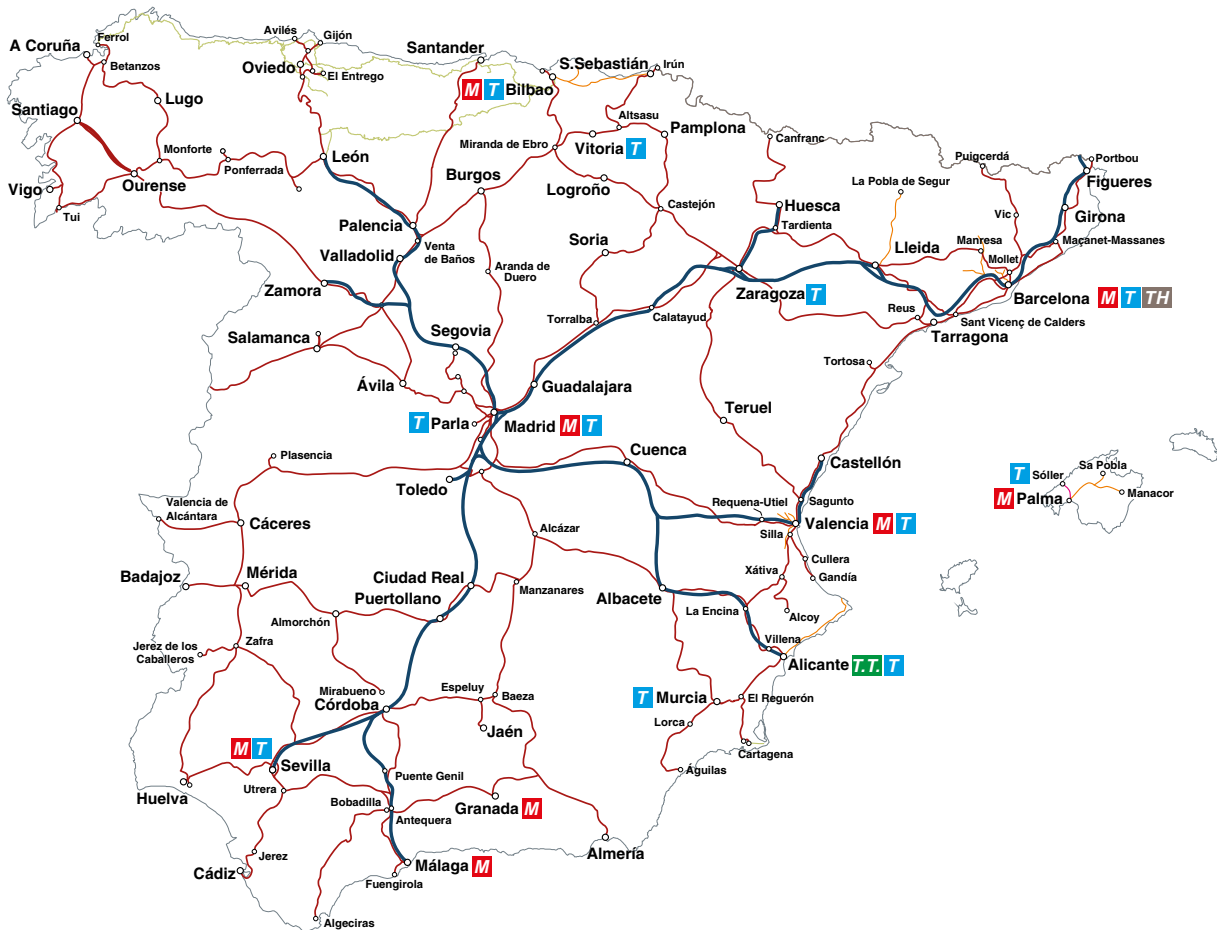 Ferrol
A Coruña
Betanzos
Avilés
Gijón
Oviedo
El Entrego
Santander
M T Bilbao
S.Sebastián
Irún
Santiago
Lugo
Monforte
Ponferrada
León
Miranda de Ebro
Altsasu
Vitoria T
Pamplona
Canfranc
Puigcerdá
Portbou
Figueres
Vigo
Tui
Ourense
Burgos
Logroño
Castejón
Huesca
Tardienta
La Pobla de Segur
Vic
Girona
Palencia
Venta
de Baños
Valladolid
Soria
Aranda de
Duero
Lleida
Manresa
Mollet
Maçanet-Massanes
Zamora
Zaragoza T
Barcelona M T TH
Reus
Sant Vicenç de Calders
Tarragona
Torralba
Calatayud
Salamanca
Segovia
Tortosa
Ávila
Guadalajara
T Parla
Madrid M T
Teruel
Plasencia
Toledo
Cuenca
Castellón
T Sóller
Sa Pobla
M Palma
Manacor
Valencia de
Alcántara
Cáceres
Requena-Utiel
Sagunto
Valencia M T
Silla
Alcázar
Cullera
Badajoz
Mérida
Ciudad Real
Puertollano
Manzanares
Albacete
Xátiva
Gandía
La Encina
Alcoy
Almorchón
Jerez de los
Caballeros
Zafra
Villena
Alicante T.T. T
Mirabueno
Córdoba
Espeluy
Baeza
Jaén
T Murcia
El Reguerón
Lorca
Cartagena
Águilas
M T
Sevilla
Huelva
Utrera
Puente Genil
Bobadilla
Antequera
Granada M
Almería
Jerez
Cádiz
Málaga M
Fuengirola
Algeciras